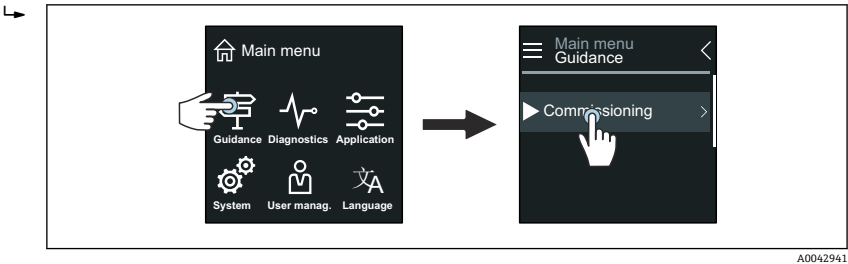 Main menu
Guidance Diagnostics Application
System User manag. Language
Main menu
Guidance
Commissioning
A0042941